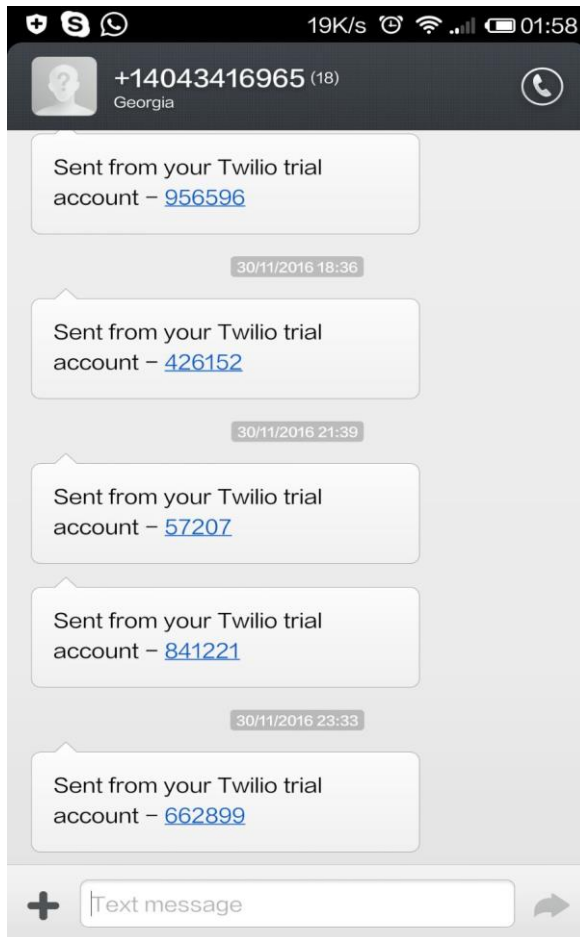 19K/s 01:58
+14043416965 (18)
Georgia
Sent from your Twilio trial
account – 956596
30/11/2016 18:36
Sent from your Twilio trial
account – 426152
30/11/2016 21:39
Sent from your Twilio trial
account – 57207
Sent from your Twilio trial
account – 841221
30/11/2016 23:33
Sent from your Twilio trial
account – 662899
Text message